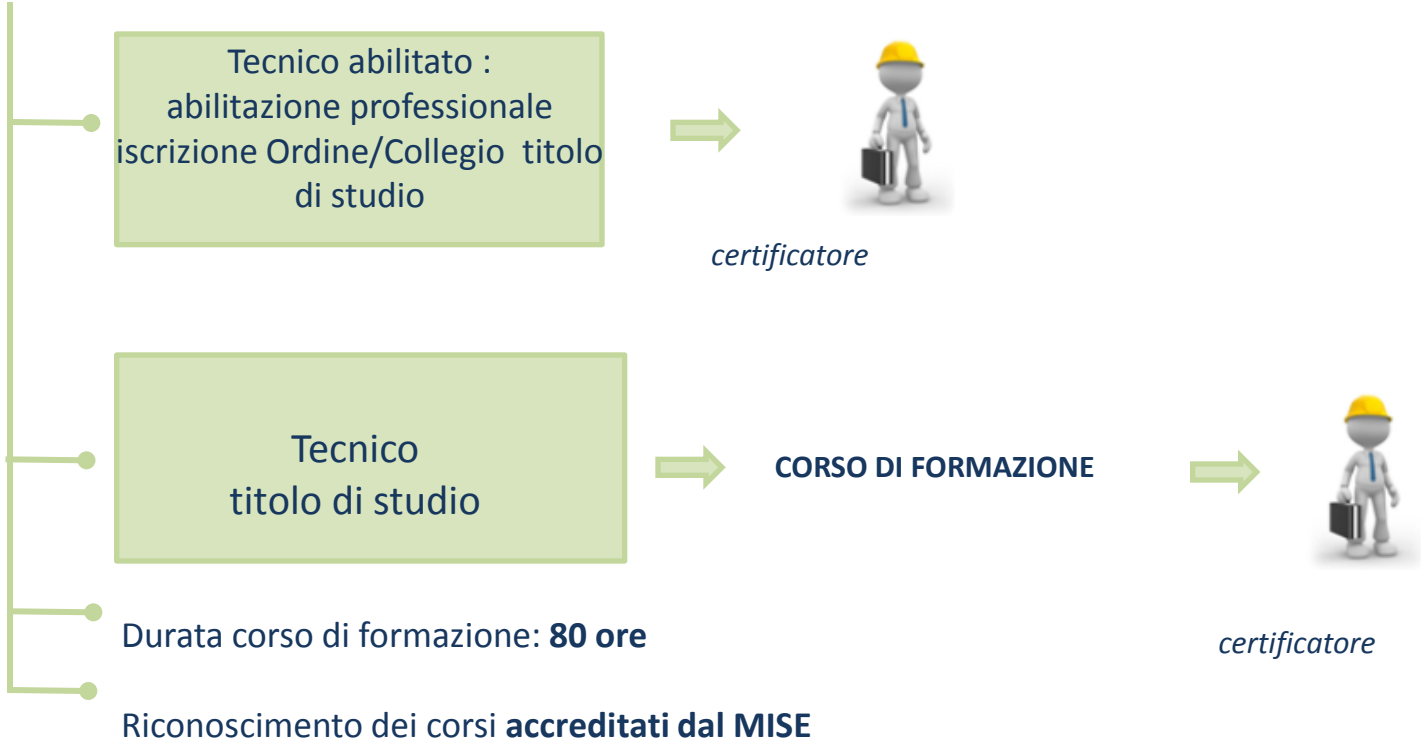 Tecnico abilitato :
abilitazione professionale
iscrizione Ordine/Collegio titolo
di studio
certificatore
Tecnico
titolo di studio
CORSO DI FORMAZIONE
certificatore
Durata corso di formazione: 80 ore
Riconoscimento dei corsi accreditati dal MISE